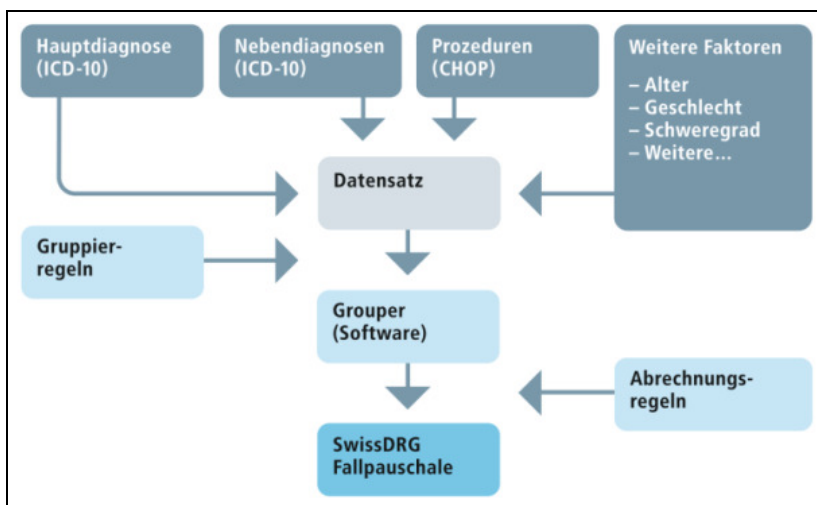 Hauptdiagnose
(ICD-10)
Nebendiagnosen
(ICD-10)
Prozeduren
(CHOP)
Weitere Faktoren
– Alter
– Geschlecht
– Schweregrad
– Weitere...
Datensatz
Gruppier-
regeln
Grouper
(Software)
Abrechnungs-
regeln
SwissDRG
Fallpauschale